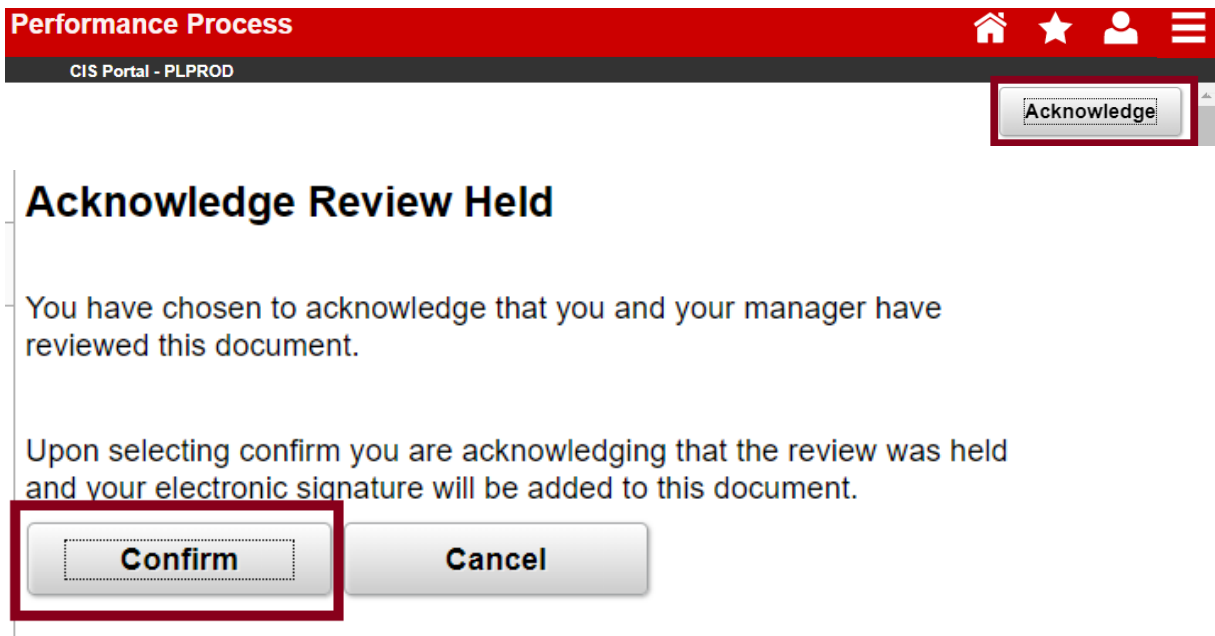 Performance Process
CIS Portal - PLPROD
Acknowledge
Acknowledge Review Held
You have chosen to acknowledge that you and your manager have
reviewed this document.
Upon selecting confirm you are acknowledging that the review was held
and your electronic signature will be added to this document.
Confirm Cancel